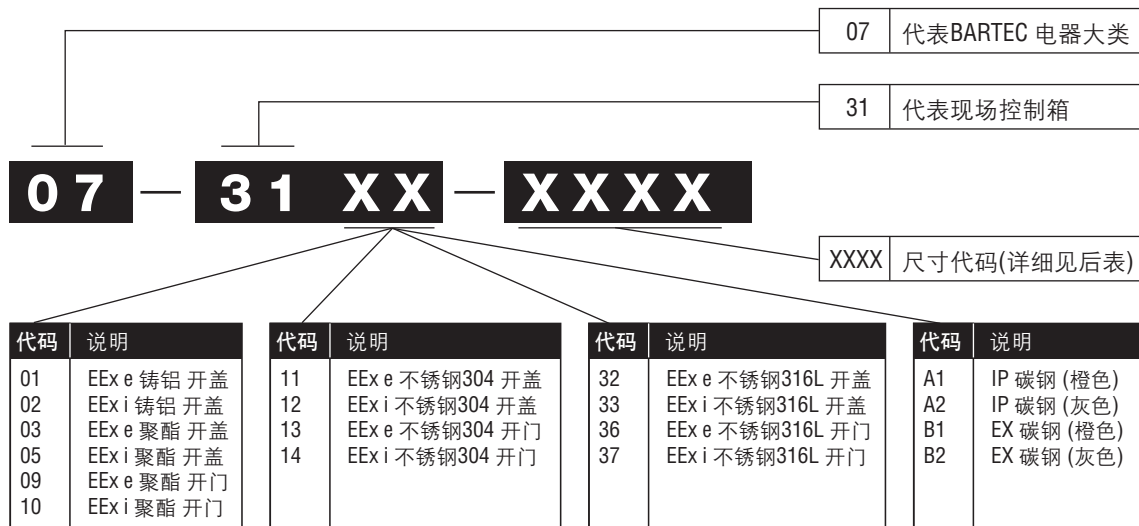 07 代表BARTEC 电器大类
31 代表现场控制箱
07 — 31 XX — XXXX
XXXX 尺寸代码(详细见后表)
代码 说明
01 EEx e 铸铝 开盖
02 EEx i 铸铝 开盖
03 EEx e 聚酯 开盖
05 EEx i 聚酯 开盖
09 EEx e 聚酯 开门
10 EEx i 聚酯 开门
代码 说明
11 EEx e 不锈钢304 开盖
12 EEx i 不锈钢304 开盖
13 EEx e 不锈钢304 开门
14 EEx i 不锈钢304 开门
代码 说明
32 EEx e 不锈钢316L 开盖
33 EEx i 不锈钢316L 开盖
36 EEx e 不锈钢316L 开门
37 EEx i 不锈钢316L 开门
代码 说明
A1 IP 碳钢 (橙色)
A2 IP 碳钢 (灰色)
B1 EX 碳钢 (橙色)
B2 EX 碳钢 (灰色)